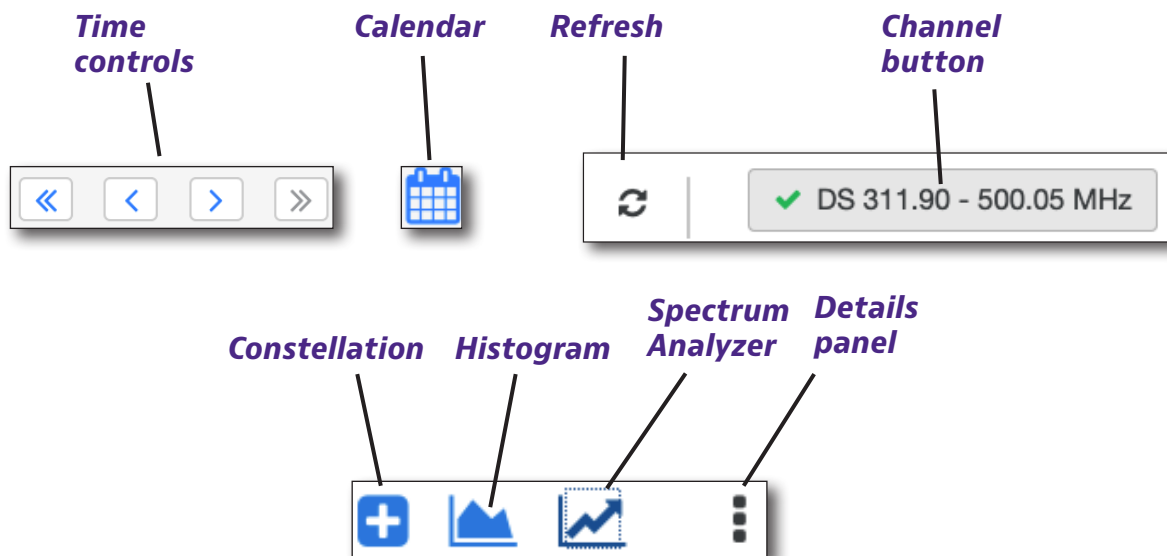 Time
controls
Calendar
Refresh
Channel
button
DS 311.90 - 500.05 MHz
Constellation
Histogram
Spectrum
Analyzer
Details
panel